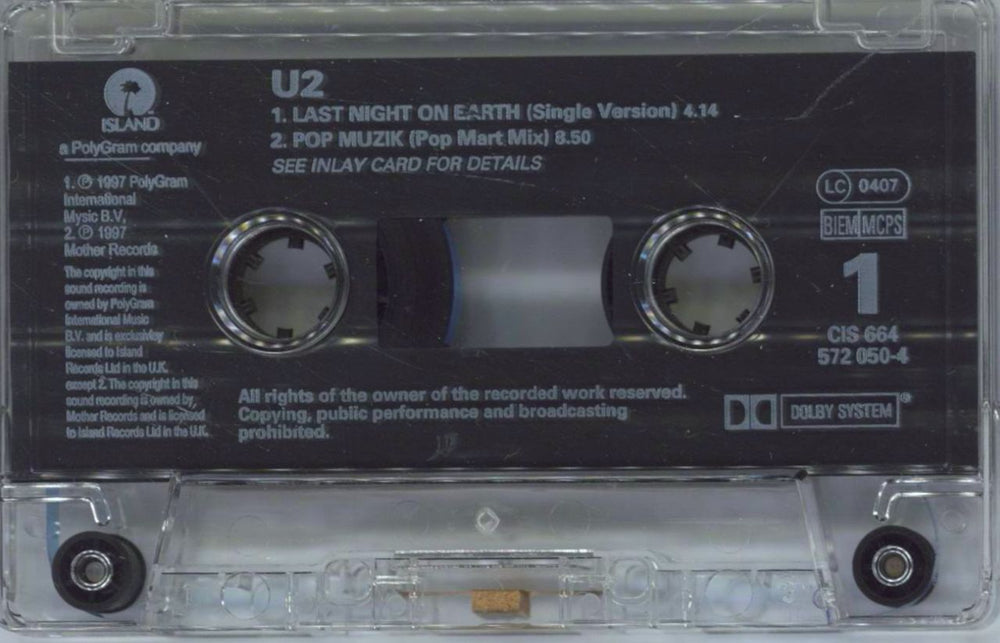 ISLAND
a PolyGram company
1. ℗ 1997 PolyGram
International
Mysic B.V,
2. ℗ 1997
Mother Records
The copyright in this
sound recording is
owned by PolyGram
International Music
B.V. and is exclusivley
licensed to Island
Records Ltd in the U.K.
except 2. The copyright in this
sound recording is owned by
Mother Records and is licensed
to Island Records Ltd in the U.K.
U2
1. LAST NIGHT ON EARTH (Single Version) 4.14
2. POP MUZIK (Pop Mart Mix) 8.50
SEE INLAY CARD FOR DETAILS
LC 0407
BIEM/MCPS
1
CIS 664
572 050-4
All rights of the owner of the recorded work reserved.
Copying, public performance and broadcasting
prohibited.
DOLBY SYSTEM®